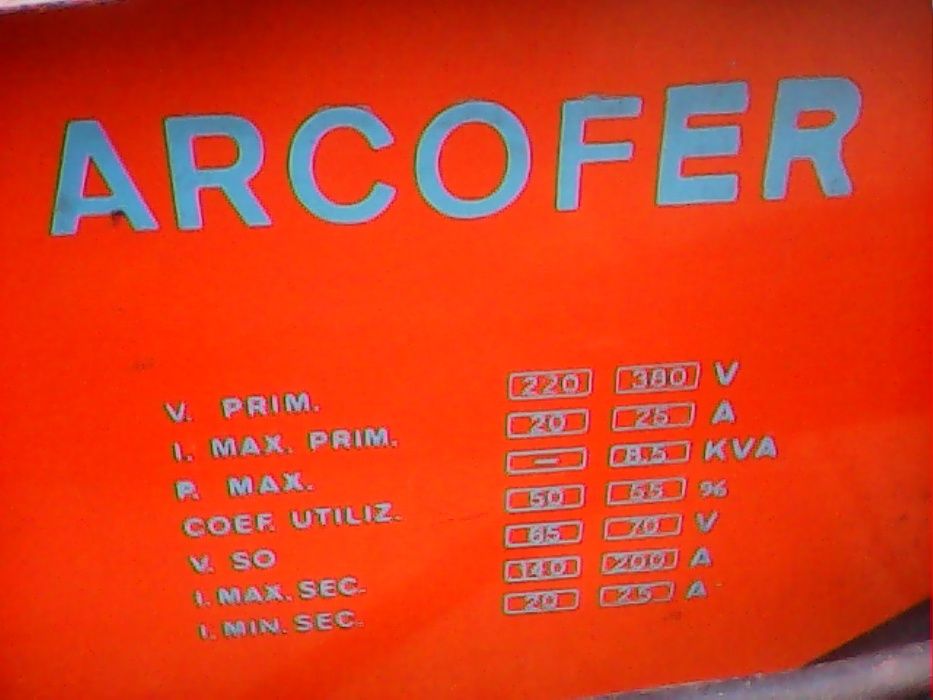 ARCOFER
V. PRIM. 220 380 V
I. MAX. PRIM. 20 25 A
P. MAX. — 8.5 KVA
COEF. UTILIZ. 50 55 %
V. SO 65 70 V
I. MAX. SEC. 140 200 A
I. MIN. SEC. 20 25 A